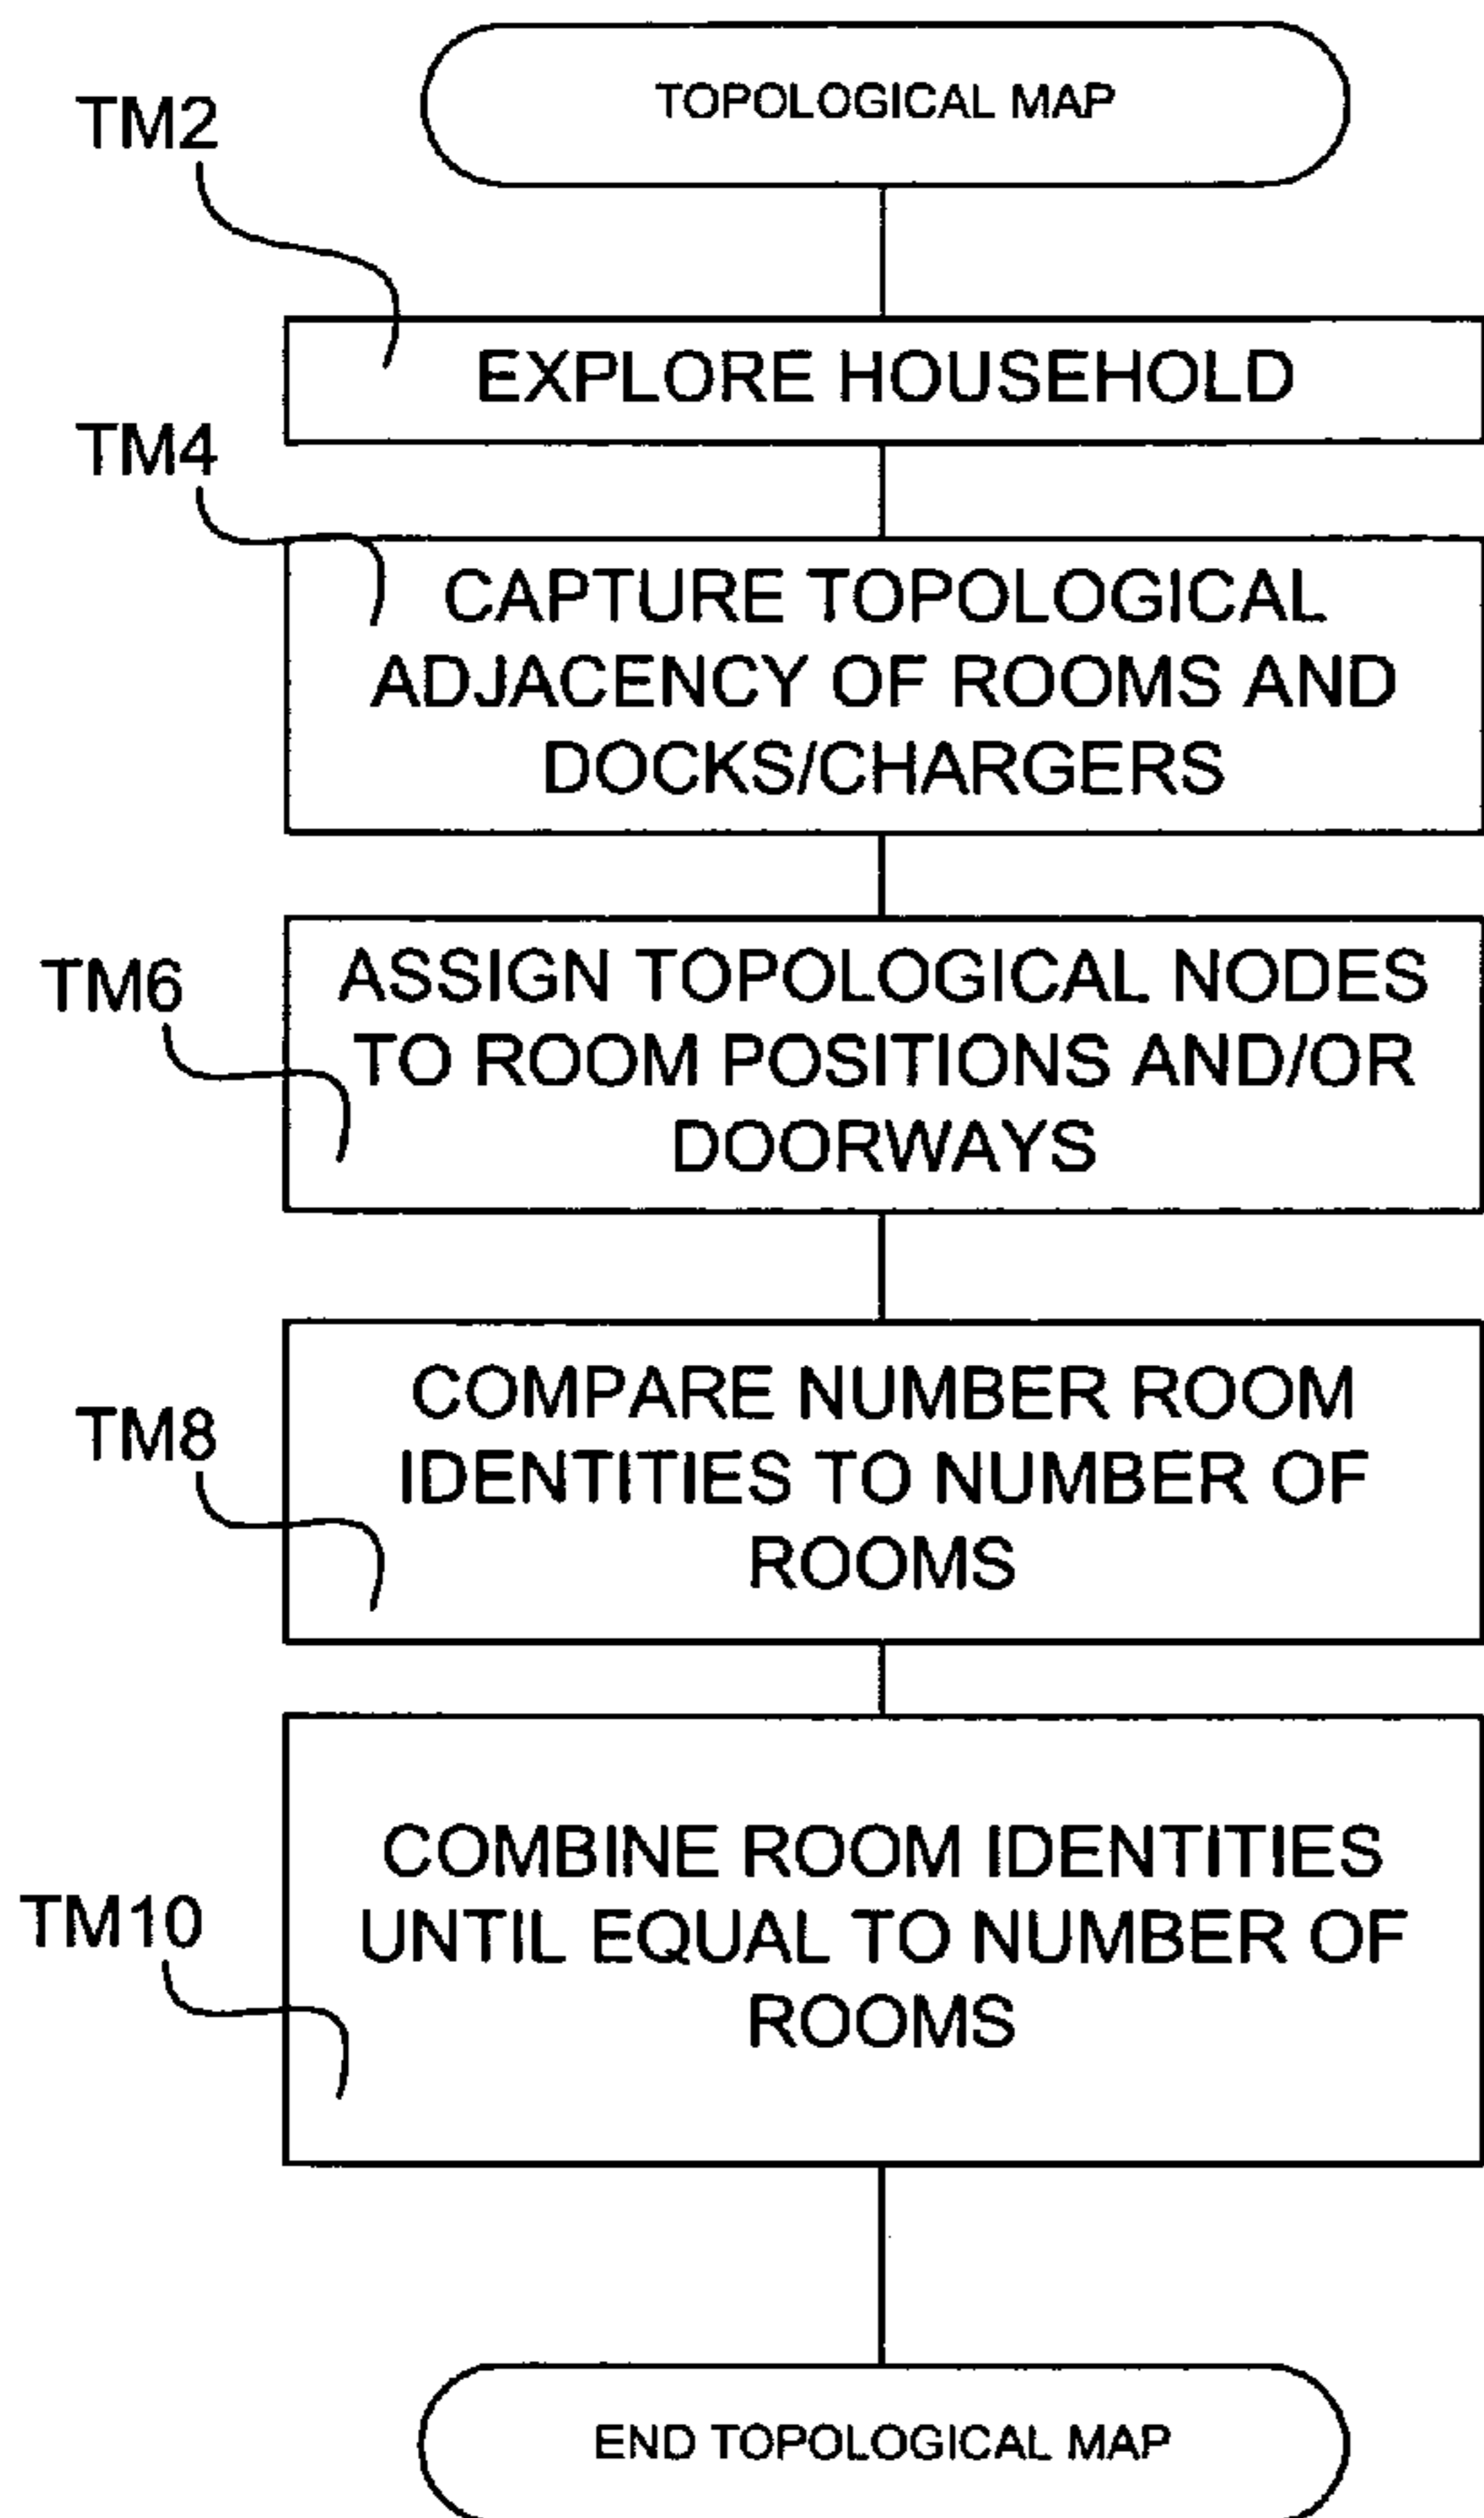 TOPOLOGICAL MAP
TM2
EXPLORE HOUSEHOLD
TM4
CAPTURE TOPOLOGICAL
ADJACENCY OF ROOMS AND
DOCKS/CHARGERS
TM6
ASSIGN TOPOLOGICAL NODES
TO ROOM POSITIONS AND/OR
DOORWAYS
TM8
COMPARE NUMBER ROOM
IDENTITIES TO NUMBER OF
ROOMS
TM10
COMBINE ROOM IDENTITIES
UNTIL EQUAL TO NUMBER OF
ROOMS
END TOPOLOGICAL MAP